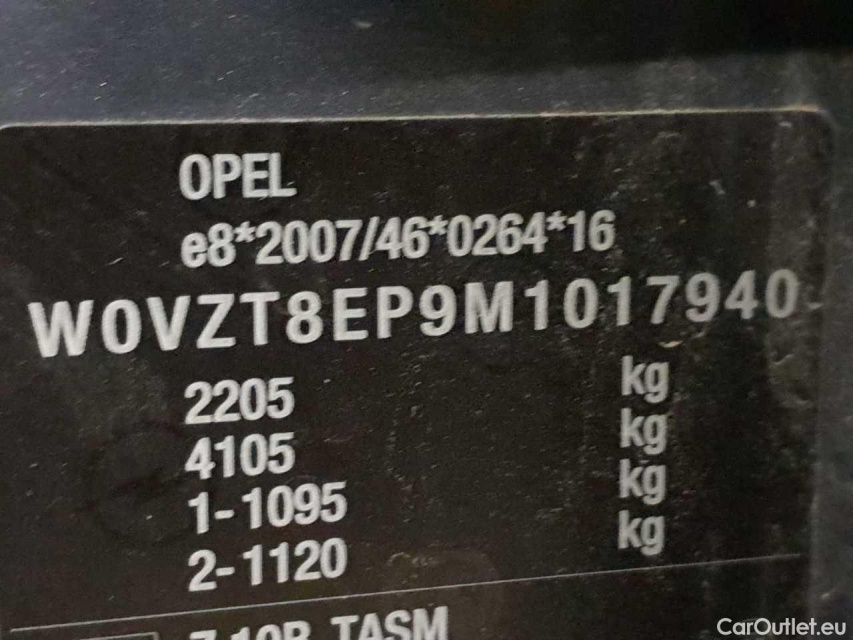 OPEL
e8*2007/46*0264*16
W0VZT8EP9M1017940
2205 kg
4105 kg
1-1095 kg
2-1120 kg
TASM
CarOutlet.eu